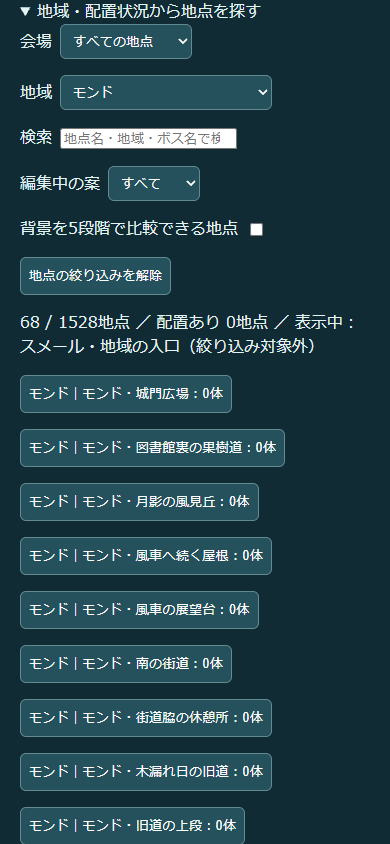 ▼ 地域・配置状況から地点を探す
会場 すべての地点
地域 モンド
検索 地点名・地域・ボス名で検
編集中の案 すべて
背景を5段階で比較できる地点
地点の絞り込みを解除
68 / 1528地点 ／ 配置あり 0地点 ／ 表示中：
スメール・地域の入口（絞り込み対象外）
モンド｜モンド・城門広場：0体
モンド｜モンド・図書館裏の果樹道：0体
モンド｜モンド・月影の風見丘：0体
モンド｜モンド・風車へ続く屋根：0体
モンド｜モンド・風車の展望台：0体
モンド｜モンド・南の街道：0体
モンド｜モンド・街道脇の休憩所：0体
モンド｜モンド・木漏れ日の旧道：0体
モンド｜モンド・旧道の上段：0体